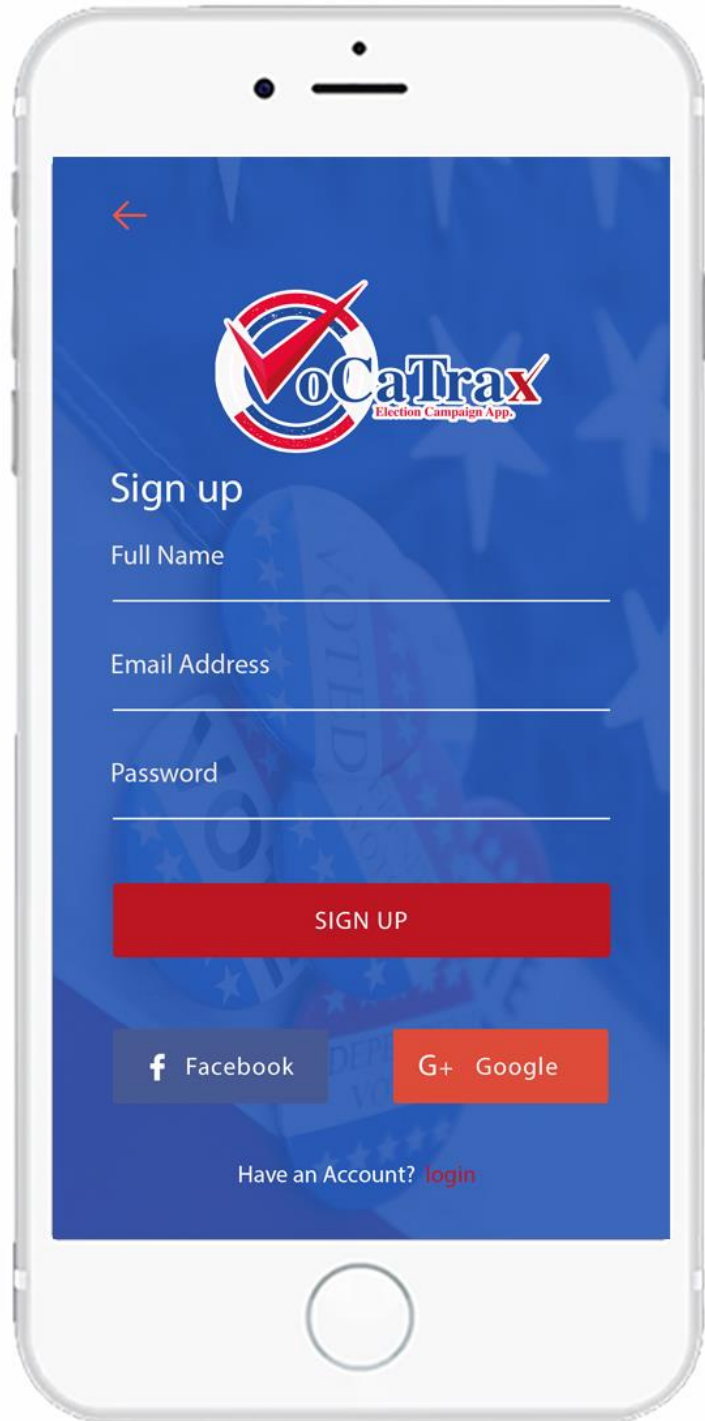 VoCaTrax
Election Campaign App.
Sign up
Full Name
VOTED
Email Address
Password
SIGN UP
f Facebook
G+ Google
Have an Account? login